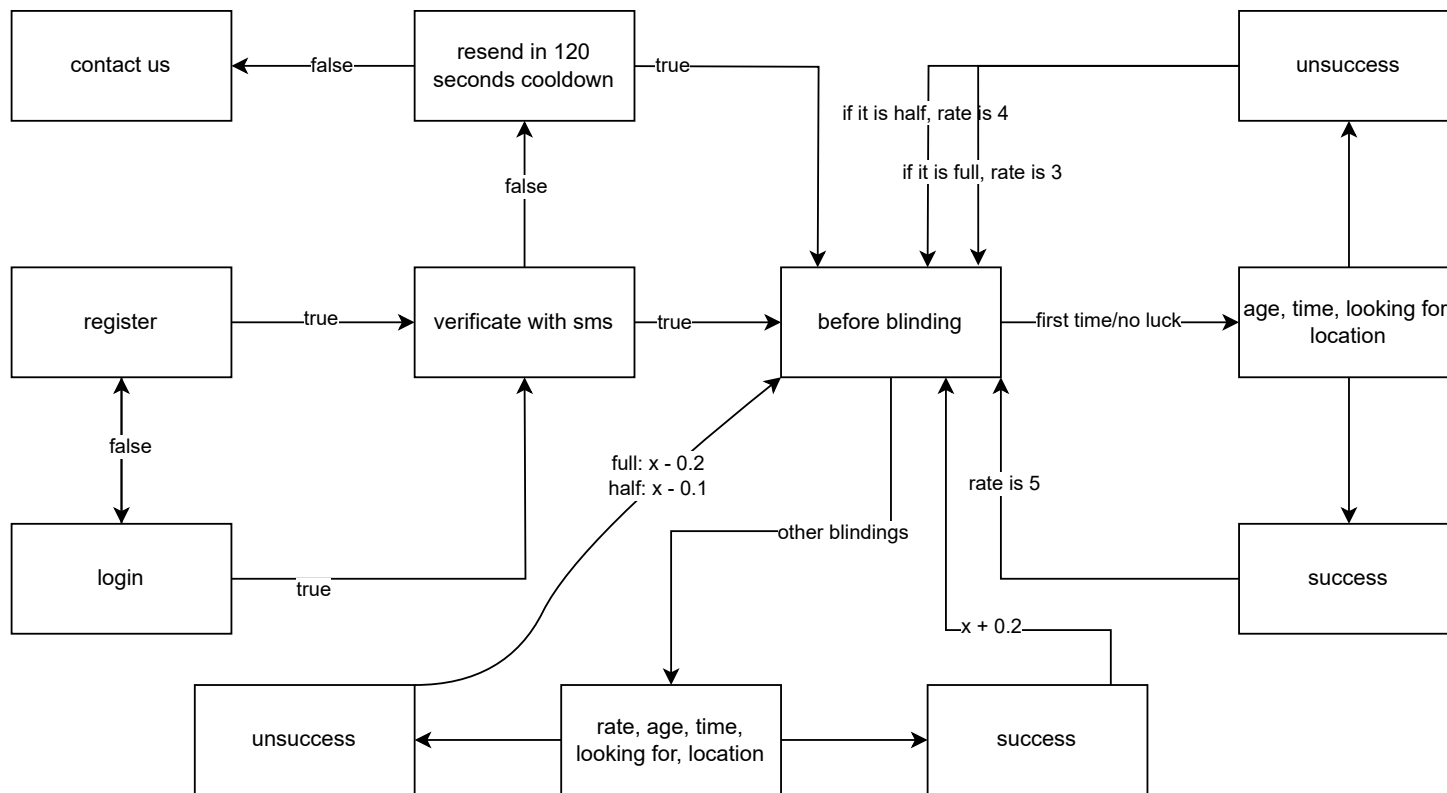 contact us
false
resend in 120
seconds cooldown
true
unsuccess
if it is half, rate is 4
if it is full, rate is 3
false
register
true
verificate with sms
true
before blinding
first time/no luck
age, time, looking for
location
false
full: x - 0.2
half: x - 0.1
rate is 5
other blindings
login
true
success
x + 0.2
unsuccess
rate, age, time,
looking for, location
success